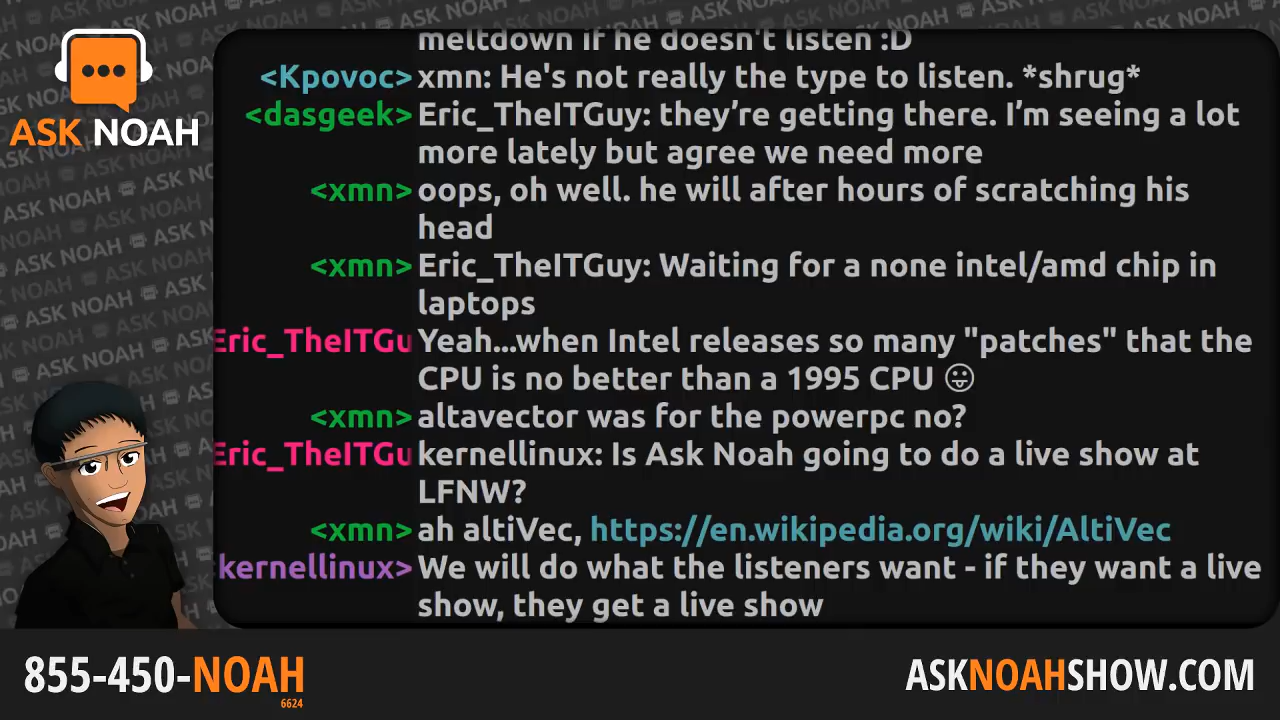 meltdown if he doesn't listen :D
<Kpovoc> xmn: He's not really the type to listen. *shrug*
<dasgeek> Eric_TheITGuy: they’re getting there. I’m seeing a lot
more lately but agree we need more
<xmn> oops, oh well. he will after hours of scratching his
head
<xmn> Eric_TheITGuy: Waiting for a none intel/amd chip in
laptops
Eric_TheITGu Yeah...when Intel releases so many "patches" that the
CPU is no better than a 1995 CPU 😛
<xmn> altavector was for the powerpc no?
Eric_TheITGu kernellinux: Is Ask Noah going to do a live show at
LFNW?
<xmn> ah altiVec, https://en.wikipedia.org/wiki/AltiVec
kernellinux> We will do what the listeners want - if they want a live
show, they get a live show
ASK NOAH
855-450-NOAH
6624
ASKNOAHSHOW.COM